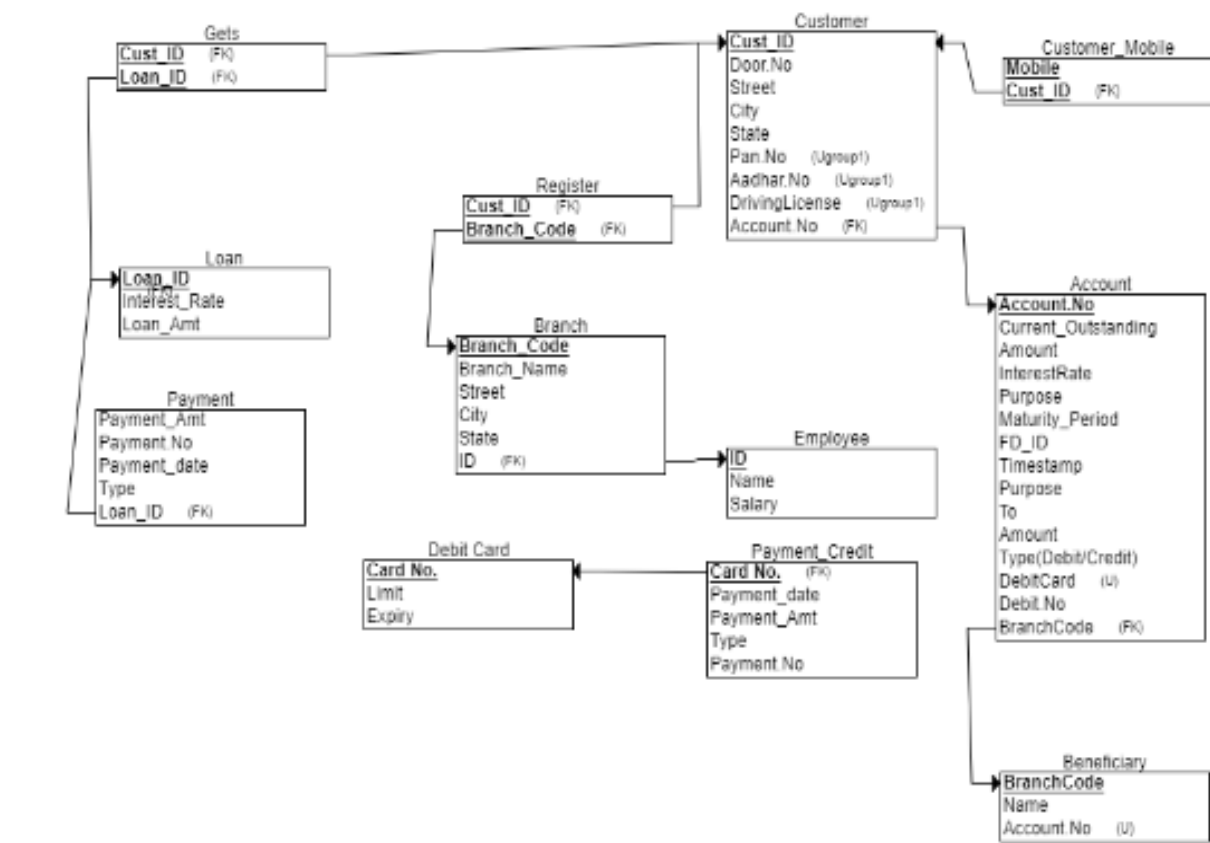 Gets
Cust_ID (FK)
Loan_ID (FK)
Customer
Cust_ID
Door.No
Street
City
State
Pan.No (Ugroup1)
Aadhar.No (Ugroup1)
DrivingLicense (Ugroup1)
Account.No (FK)
Customer_Mobile
Mobile
Cust_ID (FK)
Register
Cust_ID (FK)
Branch_Code (FK)
Loan
Loan_ID
Interest_Rate
Loan_Amt
Branch
Branch_Code
Branch_Name
Street
City
State
ID (FK)
Account
Account.No
Current_Outstanding
Amount
InterestRate
Purpose
Maturity_Period
FD_ID
Timestamp
Purpose
To
Amount
Type(Debit/Credit)
DebitCard (U)
Debit.No
BranchCode (FK)
Payment
Payment_Amt
Payment.No
Payment_date
Type
Loan_ID (FK)
Employee
ID
Name
Salary
Debit Card
Card No.
Limit
Expiry
Payment_Credit
Card No. (FK)
Payment_date
Payment_Amt
Type
Payment.No
Beneficiary
BranchCode
Name
Account.No (U)